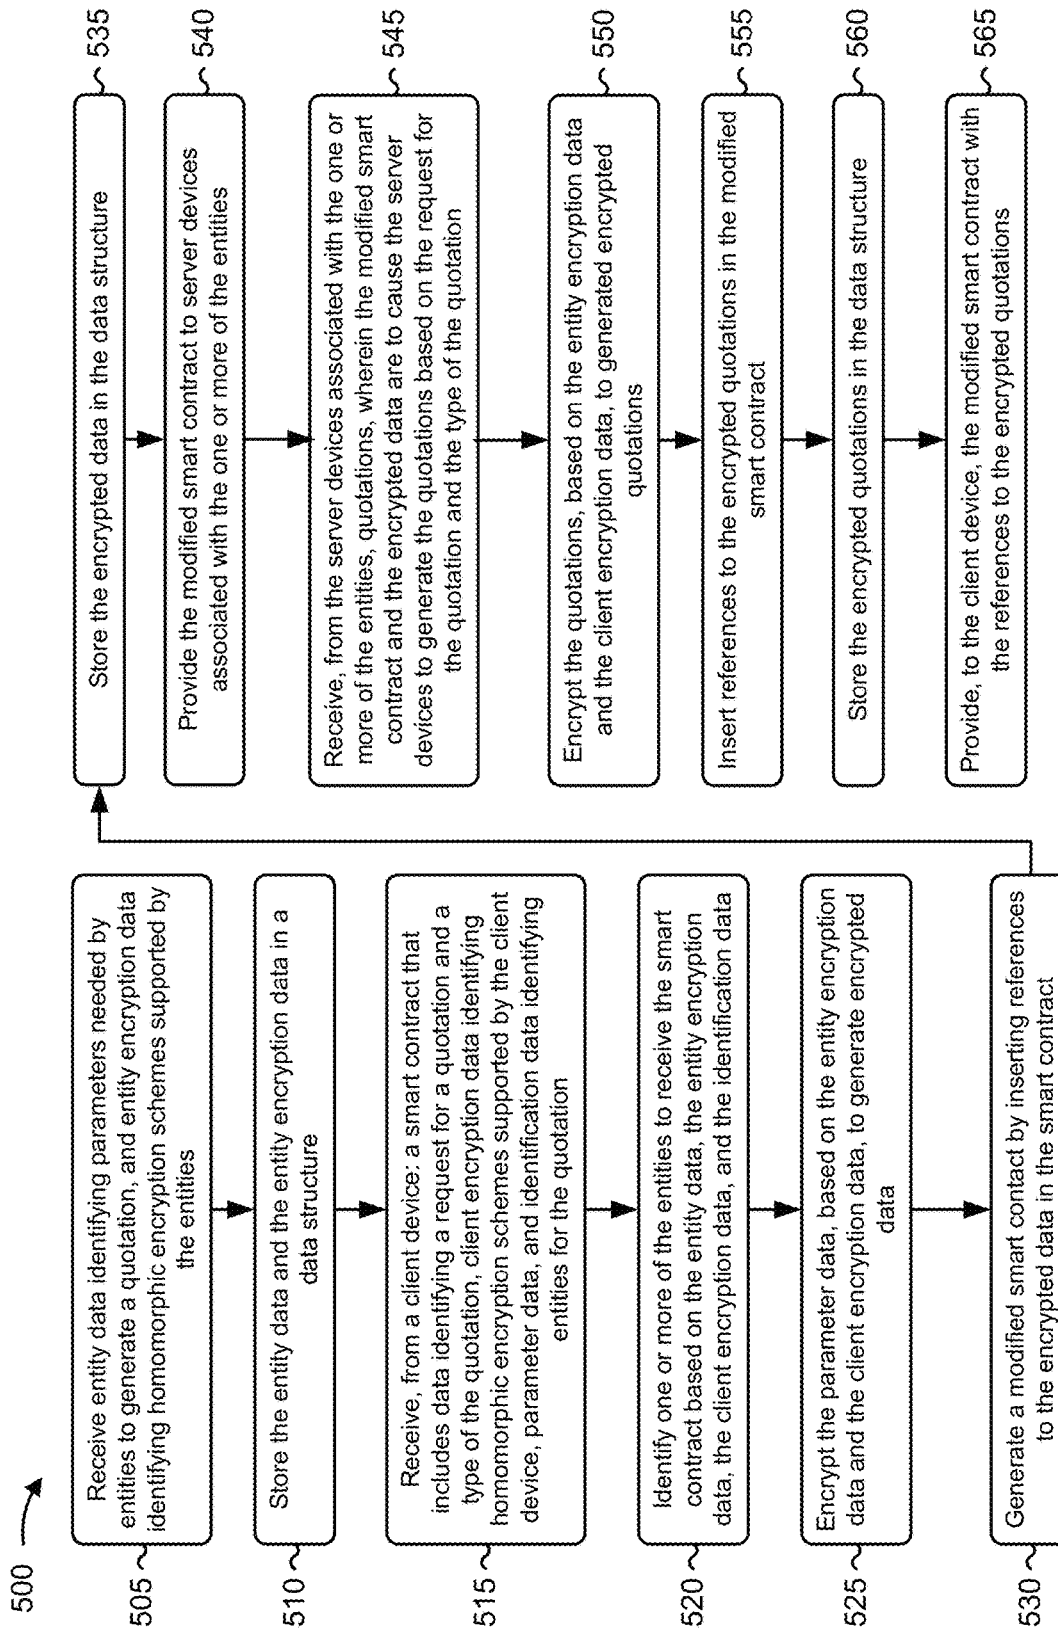 500
505
Receive entity data identifying parameters needed by
entities to generate a quotation, and entity encryption data
identifying homomorphic encryption schemes supported by
the entities
510
Store the entity data and the entity encryption data in a
data structure
515
Receive, from a client device: a smart contract that
includes data identifying a request for a quotation and a
type of the quotation, client encryption data identifying
homomorphic encryption schemes supported by the client
device, parameter data, and identification data identifying
entities for the quotation
520
Identify one or more of the entities to receive the smart
contract based on the entity data, the entity encryption
data, the client encryption data, and the identification data
525
Encrypt the parameter data, based on the entity encryption
data and the client encryption data, to generate encrypted
data
530
Generate a modified smart contact by inserting references
to the encrypted data in the smart contract
535
Store the encrypted data in the data structure
540
Provide the modified smart contract to server devices
associated with the one or more of the entities
545
Receive, from the server devices associated with the one or
more of the entities, quotations, wherein the modified smart
contract and the encrypted data are to cause the server
devices to generate the quotations based on the request for
the quotation and the type of the quotation
550
Encrypt the quotations, based on the entity encryption data
and the client encryption data, to generated encrypted
quotations
555
Insert references to the encrypted quotations in the modified
smart contract
560
Store the encrypted quotations in the data structure
565
Provide, to the client device, the modified smart contract with
the references to the encrypted quotations